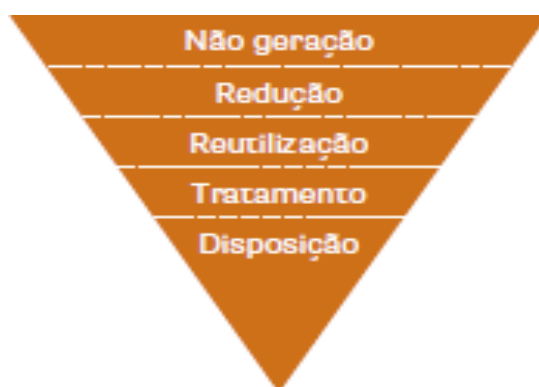 Não geração
Redução
Reutilização
Tratamento
Disposição